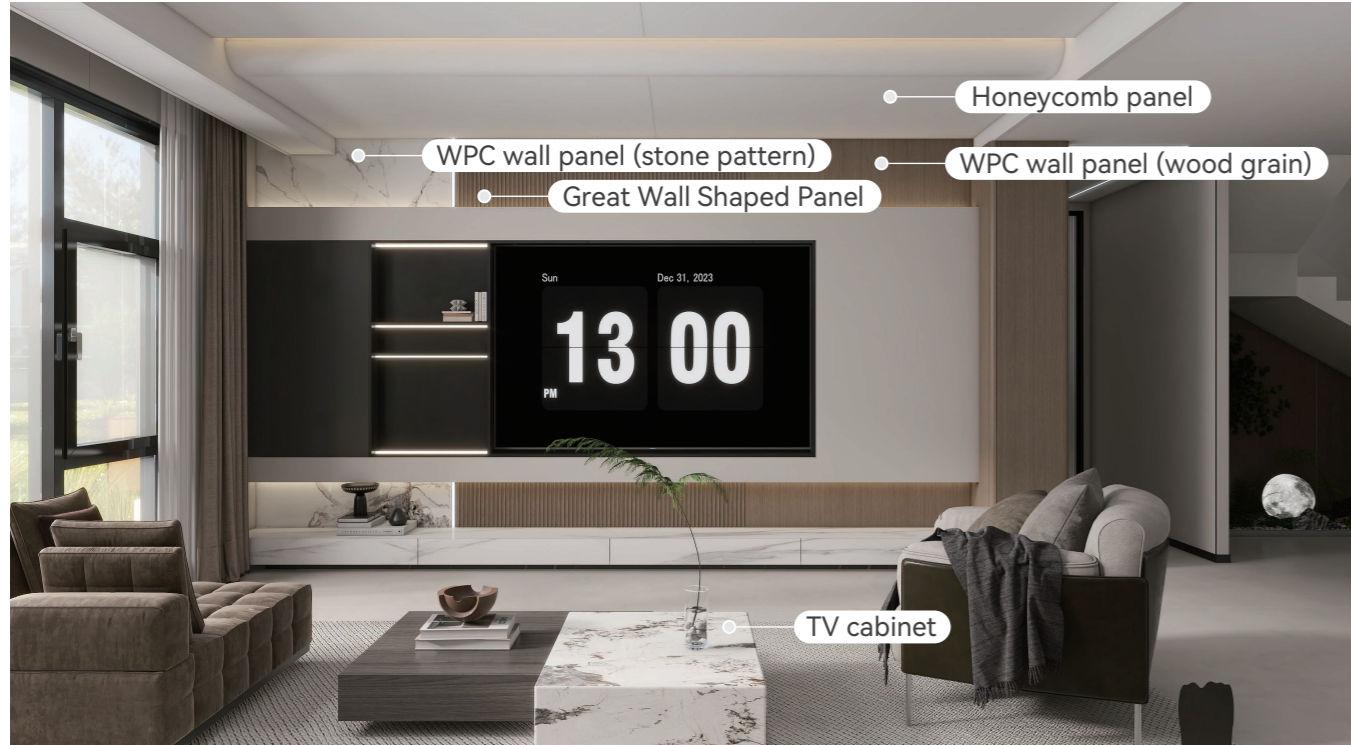 Honeycomb panel
WPC wall panel (stone pattern)
WPC wall panel (wood grain)
Great Wall Shaped Panel
Sun
Dec 31, 2023
13 00
PM
TV cabinet